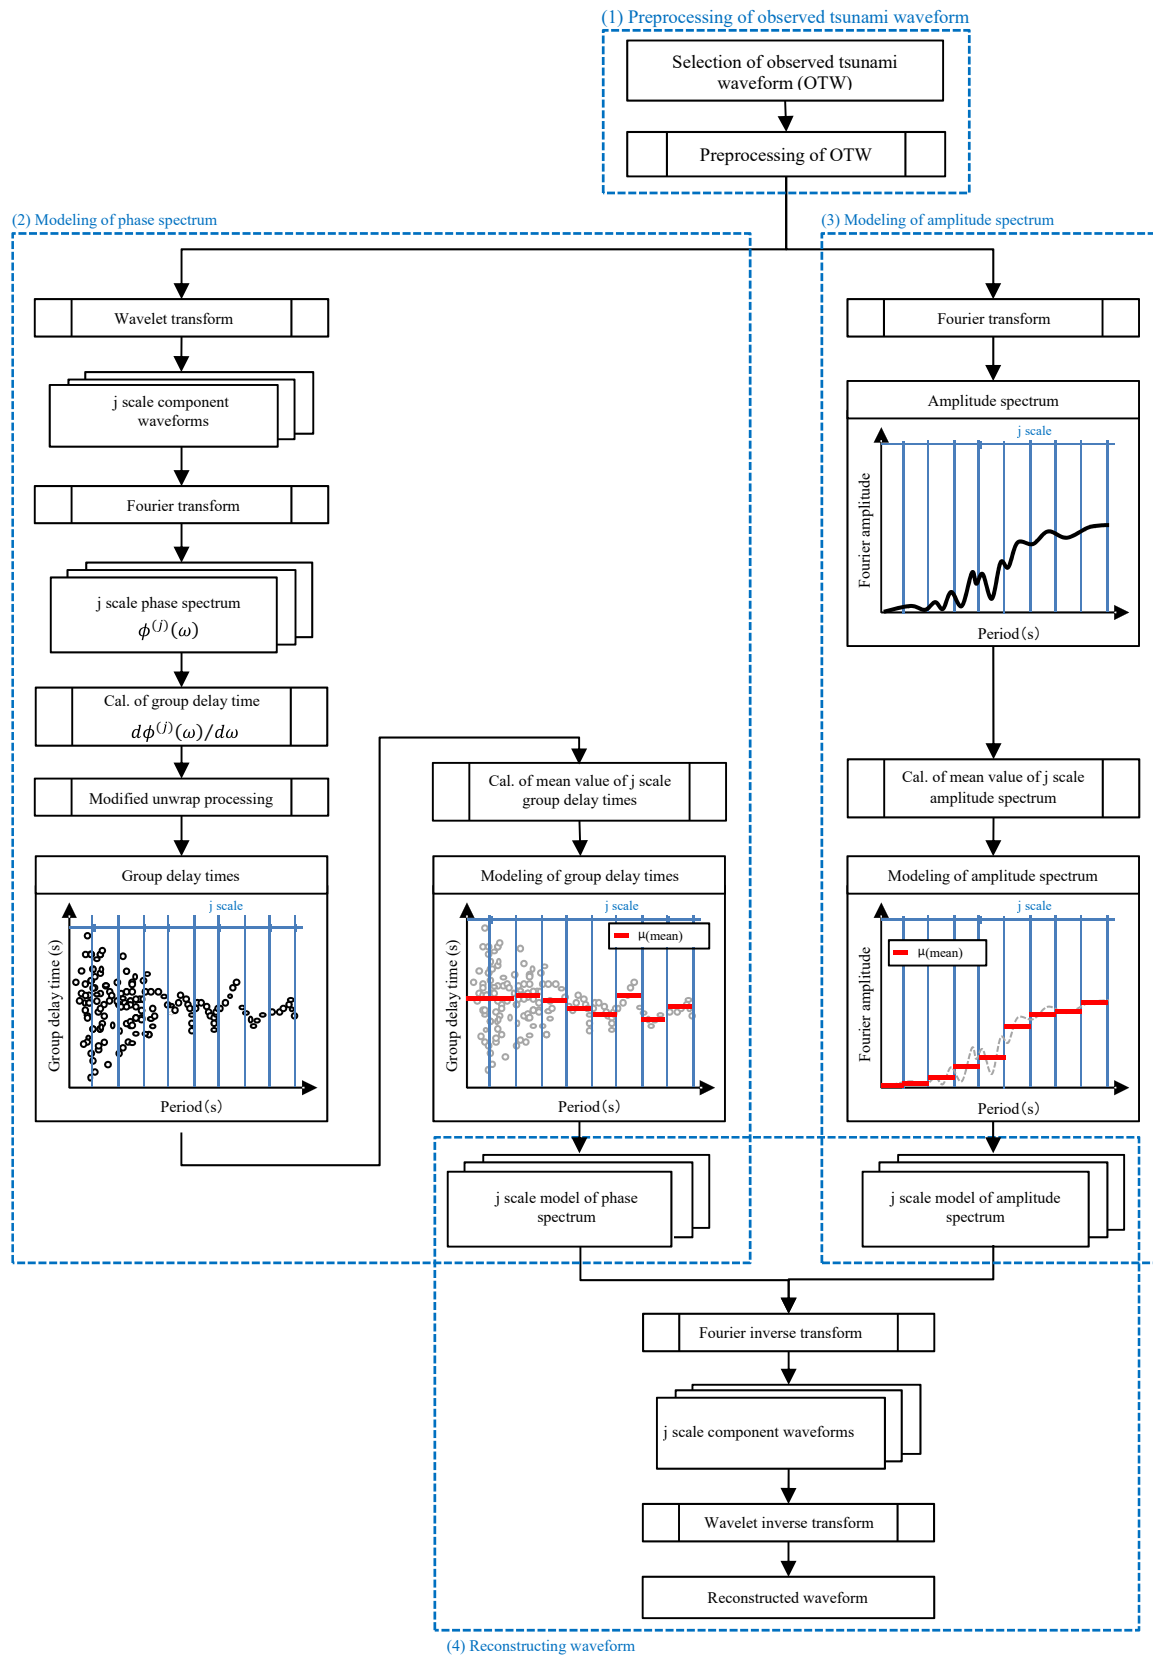 (1) Preprocessing of observed tsunami waveform
Selection of observed tsunami
waveform (OTW)
Preprocessing of OTW
(2) Modeling of phase spectrum
Wavelet transform
j scale component
waveforms
Fourier transform
j scale phase spectrum
ϕ⁽ʲ⁾(ω)
Cal. of group delay time
dϕ⁽ʲ⁾(ω)/dω
Modified unwrap processing
Group delay times
j scale
Group delay time (s)
Period(s)
Cal. of mean value of j scale
group delay times
Modeling of group delay times
j scale
μ(mean)
Group delay time (s)
Period(s)
j scale model of phase
spectrum
(3) Modeling of amplitude spectrum
Fourier transform
Amplitude spectrum
j scale
Fourier amplitude
Period(s)
Cal. of mean value of j scale
amplitude spectrum
Modeling of amplitude spectrum
j scale
μ(mean)
Fourier amplitude
Period(s)
j scale model of amplitude
spectrum
Fourier inverse transform
j scale component waveforms
Wavelet inverse transform
Reconstructed waveform
(4) Reconstructing waveform